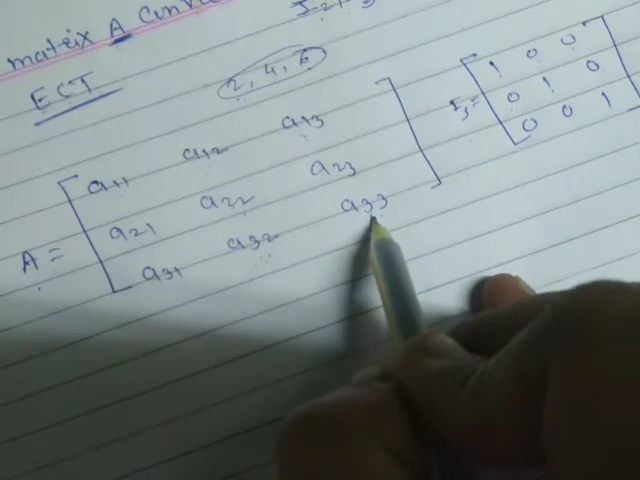 matrix A
ECT
2, 4, 6
A = [ a11 a12 a13
a21 a22 a23
a31 a32 a33 ]
I3 = [ 1 0 0
0 1 0
0 0 1 ]